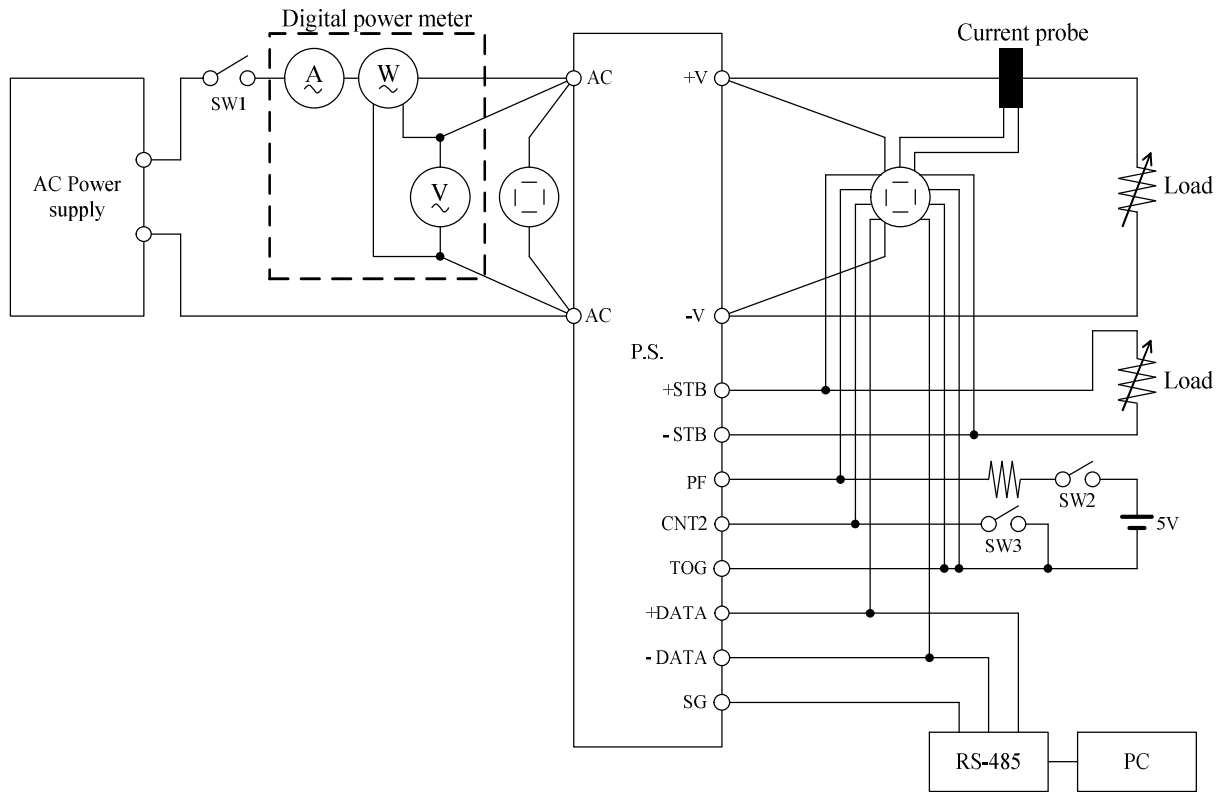 Digital power meter
Current probe
A
W
AC
+V
SW1
V
AC Power
supply
Load
AC
-V
P.S.
+STB
Load
-STB
PF
SW2
CNT2
5V
SW3
TOG
+DATA
-DATA
SG
RS-485
PC